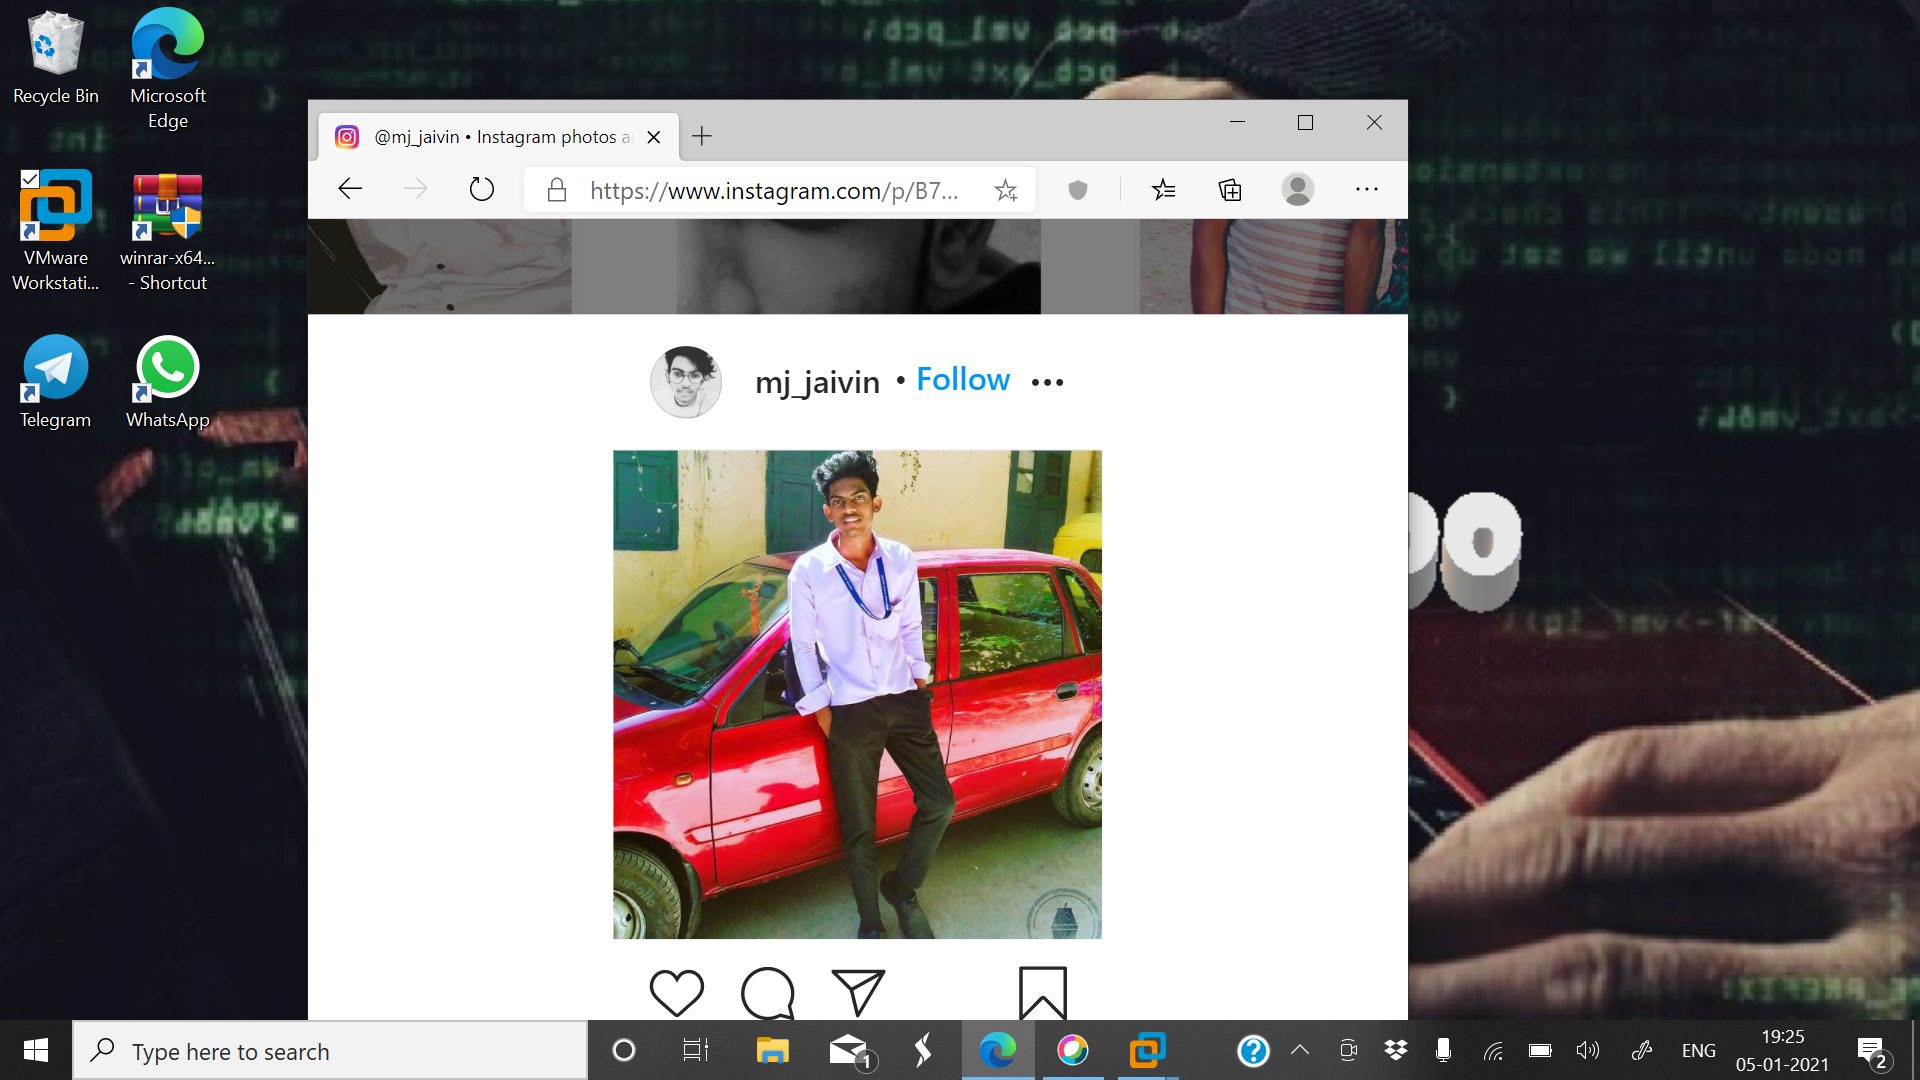 Recycle Bin
Microsoft
Edge
VMware
Workstati...
winrar-x64...
- Shortcut
Telegram
WhatsApp
@mj_jaivin • Instagram photos a
https://www.instagram.com/p/B7...
mj_jaivin • Follow
Type here to search
1
ENG
19:25
05-01-2021
2